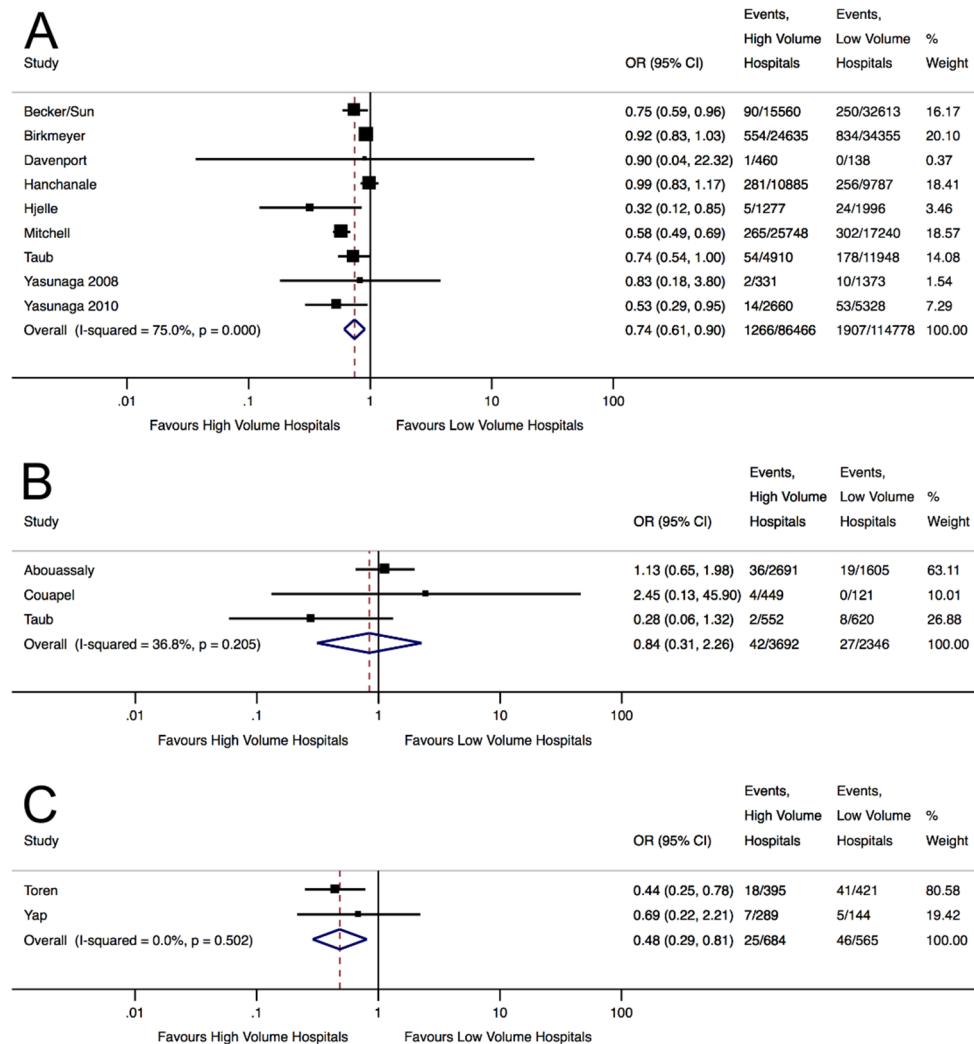 A
Events, Events,
High Volume Low Volume %
Study OR (95% CI) Hospitals Hospitals Weight
Becker/Sun 0.75 (0.59, 0.96) 90/15560 250/32613 16.17
Birkmeyer 0.92 (0.83, 1.03) 554/24635 834/34355 20.10
Davenport 0.90 (0.04, 22.32) 1/460 0/138 0.37
Hanchanale 0.99 (0.83, 1.17) 281/10885 256/9787 18.41
Hjelle 0.32 (0.12, 0.85) 5/1277 24/1996 3.46
Mitchell 0.58 (0.49, 0.69) 265/25748 302/17240 18.57
Taub 0.74 (0.54, 1.00) 54/4910 178/11948 14.08
Yasunaga 2008 0.83 (0.18, 3.80) 2/331 10/1373 1.54
Yasunaga 2010 0.53 (0.29, 0.95) 14/2660 53/5328 7.29
Overall (I-squared = 75.0%, p = 0.000) 0.74 (0.61, 0.90) 1266/86466 1907/114778 100.00
.01 .1 1 10 100
Favours High Volume Hospitals Favours Low Volume Hospitals
B
Events, Events,
High Volume Low Volume %
Study OR (95% CI) Hospitals Hospitals Weight
Abouassaly 1.13 (0.65, 1.98) 36/2691 19/1605 63.11
Couapel 2.45 (0.13, 45.90) 4/449 0/121 10.01
Taub 0.28 (0.06, 1.32) 2/552 8/620 26.88
Overall (I-squared = 36.8%, p = 0.205) 0.84 (0.31, 2.26) 42/3692 27/2346 100.00
.01 .1 1 10 100
Favours High Volume Hospitals Favours Low Volume Hospitals
C
Events, Events,
High Volume Low Volume %
Study OR (95% CI) Hospitals Hospitals Weight
Toren 0.44 (0.25, 0.78) 18/395 41/421 80.58
Yap 0.69 (0.22, 2.21) 7/289 5/144 19.42
Overall (I-squared = 0.0%, p = 0.502) 0.48 (0.29, 0.81) 25/684 46/565 100.00
.01 .1 1 10 100
Favours High Volume Hospitals Favours Low Volume Hospitals